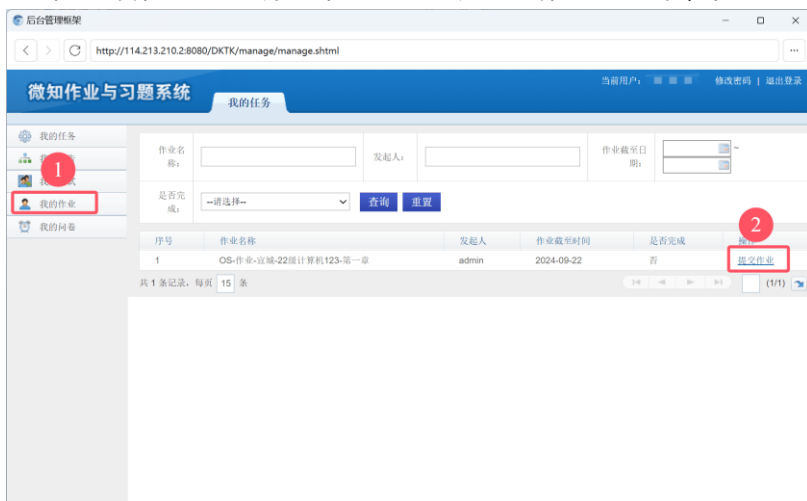 后台管理框架
http://114.213.210.2:8080/DKTK/manage/manage.shtml
微知作业与习题系统
我的任务
当前用户：
修改密码 | 退出登录
我的任务
1
我的作业
我的问卷
作业名称：
发起人：
作业截至日期：
~
是否完成：
--请选择--
查询
重置
2
序号 作业名称 发起人 作业截至时间 是否完成 操作
1 OS-作业-宣城-22级计算机123-第一章 admin 2024-09-22 否 提交作业
共 1 条记录，每页 15 条
(1/1)